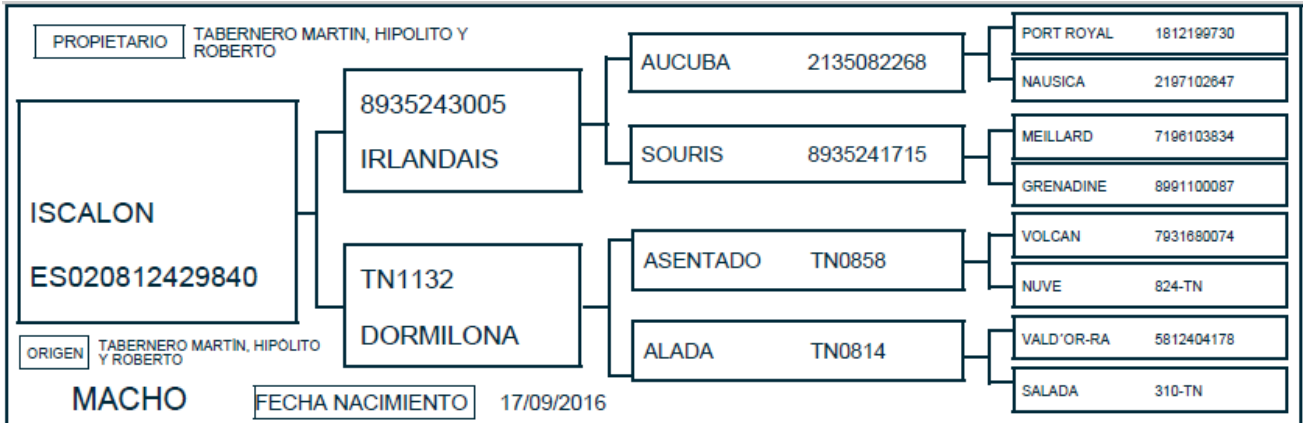 PROPIETARIO
TABERNERO MARTIN, HIPOLITO Y
ROBERTO
ISCALON
ES020812429840
ORIGEN
TABERNERO MARTÍN, HIPÓLITO
Y ROBERTO
MACHO
FECHA NACIMIENTO 17/09/2016
8935243005
IRLANDAIS
TN1132
DORMILONA
AUCUBA 2135082268
SOURIS 8935241715
ASENTADO TN0858
ALADA TN0814
PORT ROYAL 1812199730
NAUSICA 2197102647
MEILLARD 7196103834
GRENADINE 8991100087
VOLCAN 7931680074
NUVE 824-TN
VALD'OR-RA 5812404178
SALADA 310-TN